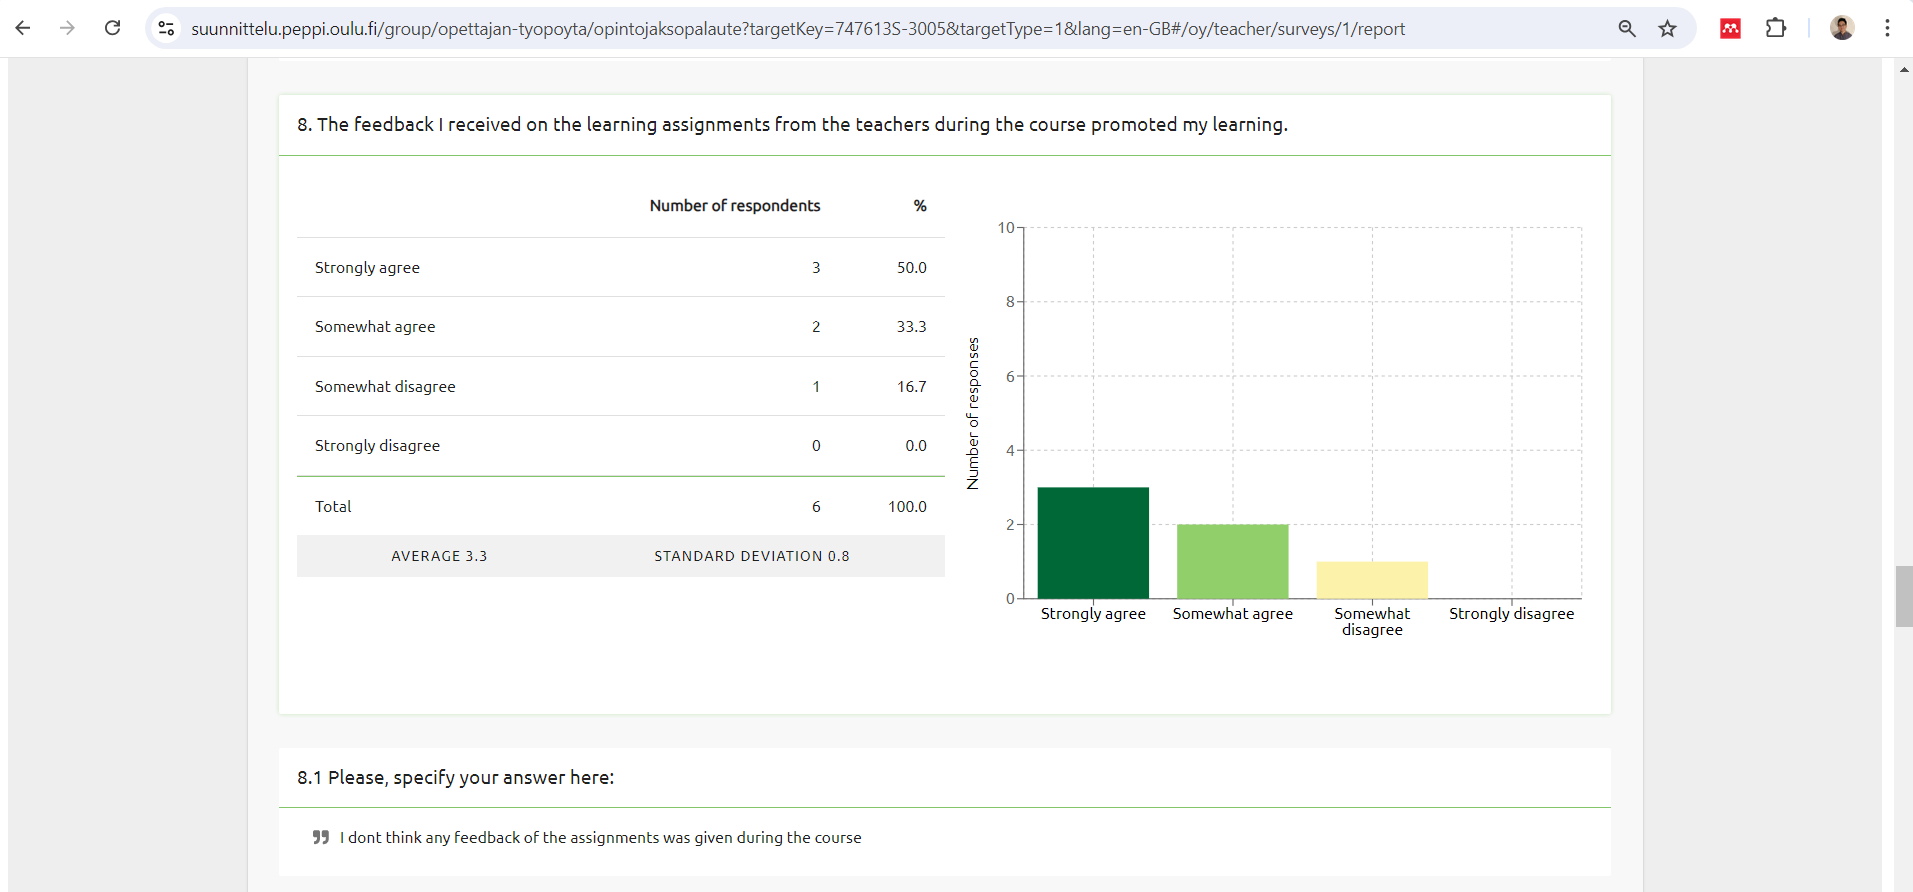 suunnittelu.peppi.oulu.fi/group/opettajan-tyopoyta/opintojaksopalaute?targetKey=747613S-3005&targetType=1&lang=en-GB#/oy/teacher/surveys/1/report
8. The feedback I received on the learning assignments from the teachers during the course promoted my learning.
Number of respondents %
Strongly agree 3 50.0
Somewhat agree 2 33.3
Somewhat disagree 1 16.7
Strongly disagree 0 0.0
Total 6 100.0
AVERAGE 3.3 STANDARD DEVIATION 0.8
Number of responses
10
8
6
4
2
0
Strongly agree Somewhat agree Somewhat disagree Strongly disagree
8.1 Please, specify your answer here:
I dont think any feedback of the assignments was given during the course